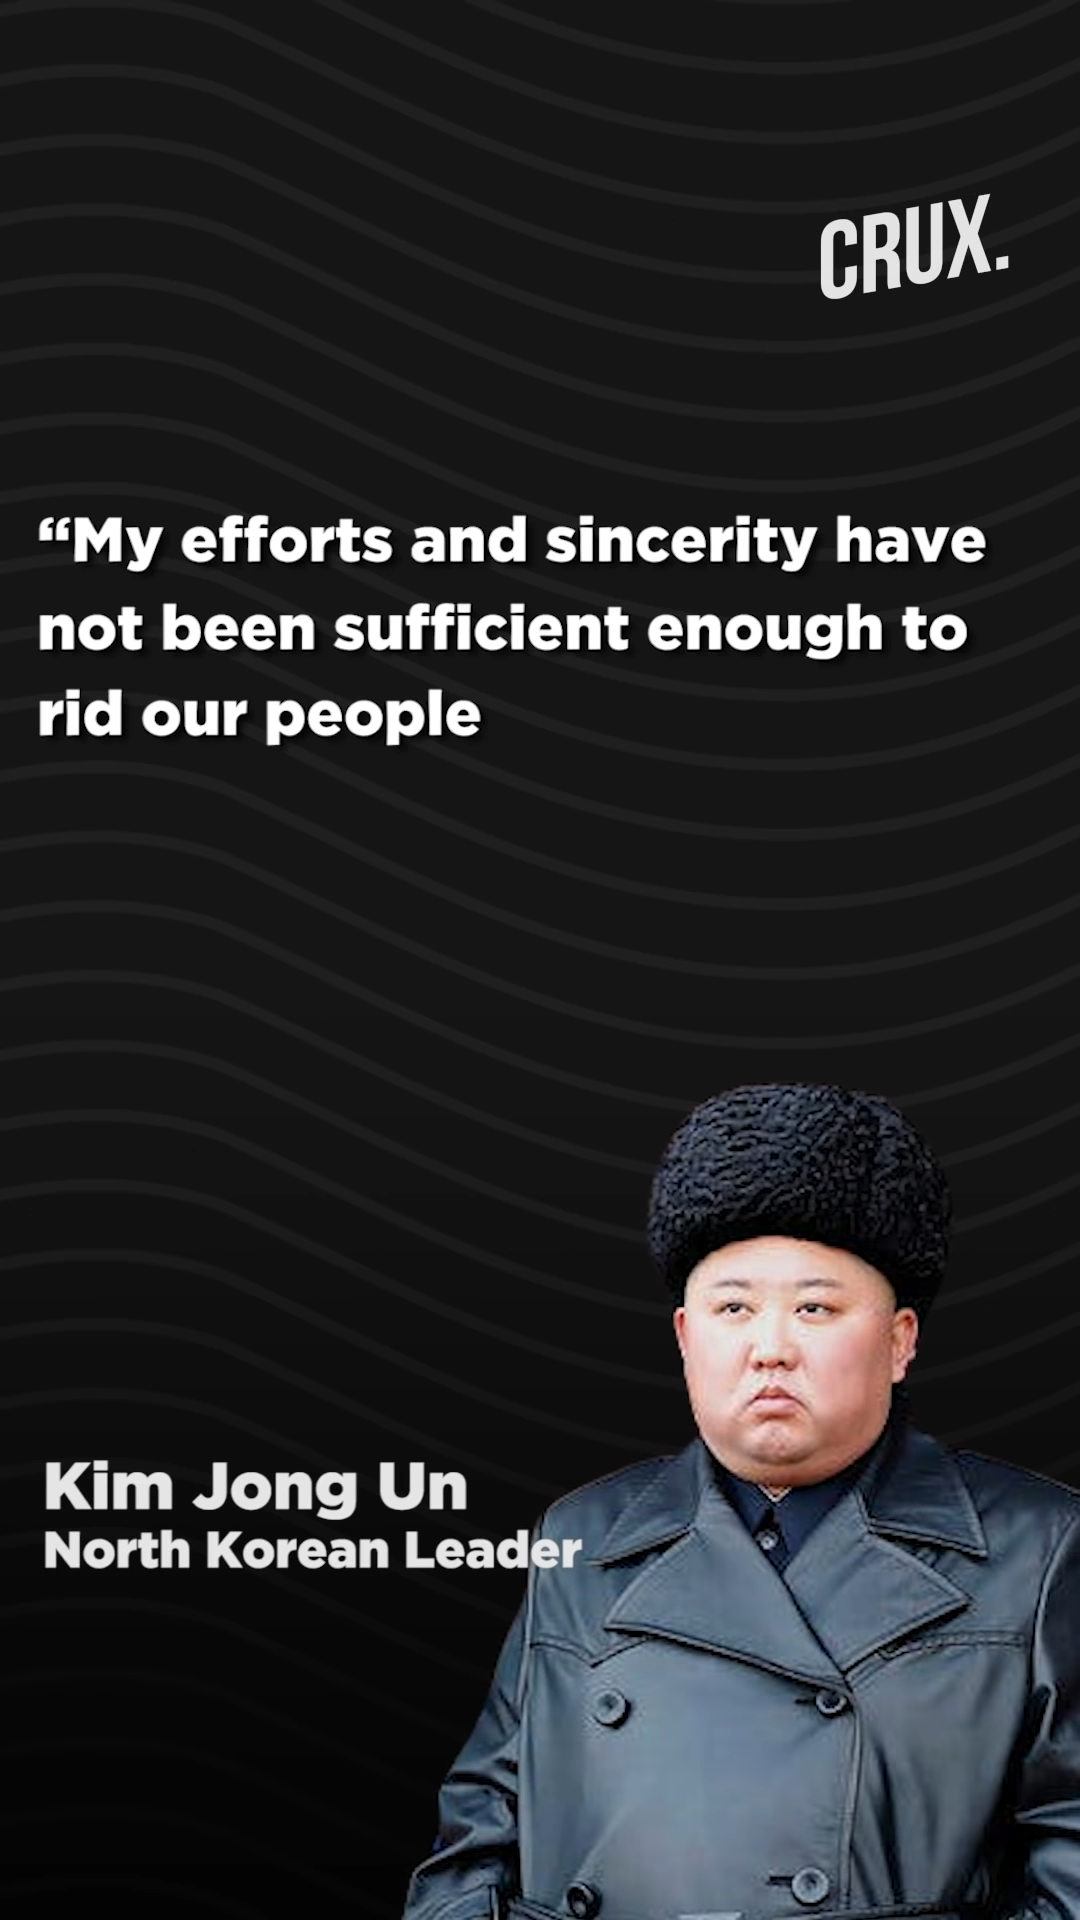 CRUX.
“My efforts and sincerity have
not been sufficient enough to
rid our people
Kim Jong Un
North Korean Leader